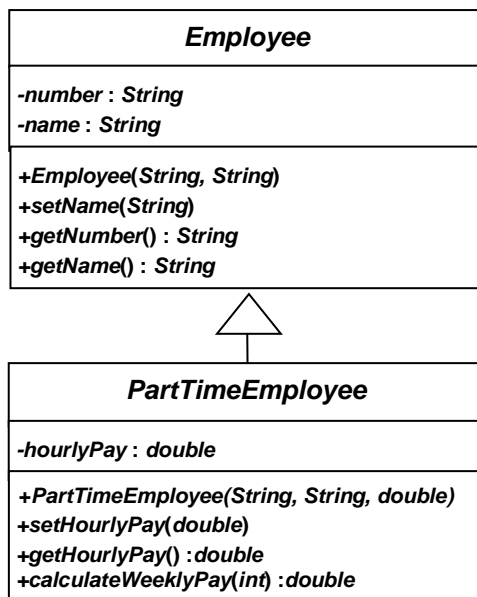 Employee
-number : String
-name : String
+Employee(String, String)
+setName(String)
+getNumber() : String
+getName() : String
PartTimeEmployee
-hourlyPay : double
+PartTimeEmployee(String, String, double)
+setHourlyPay(double)
+getHourlyPay() :double
+calculateWeeklyPay(int) :double